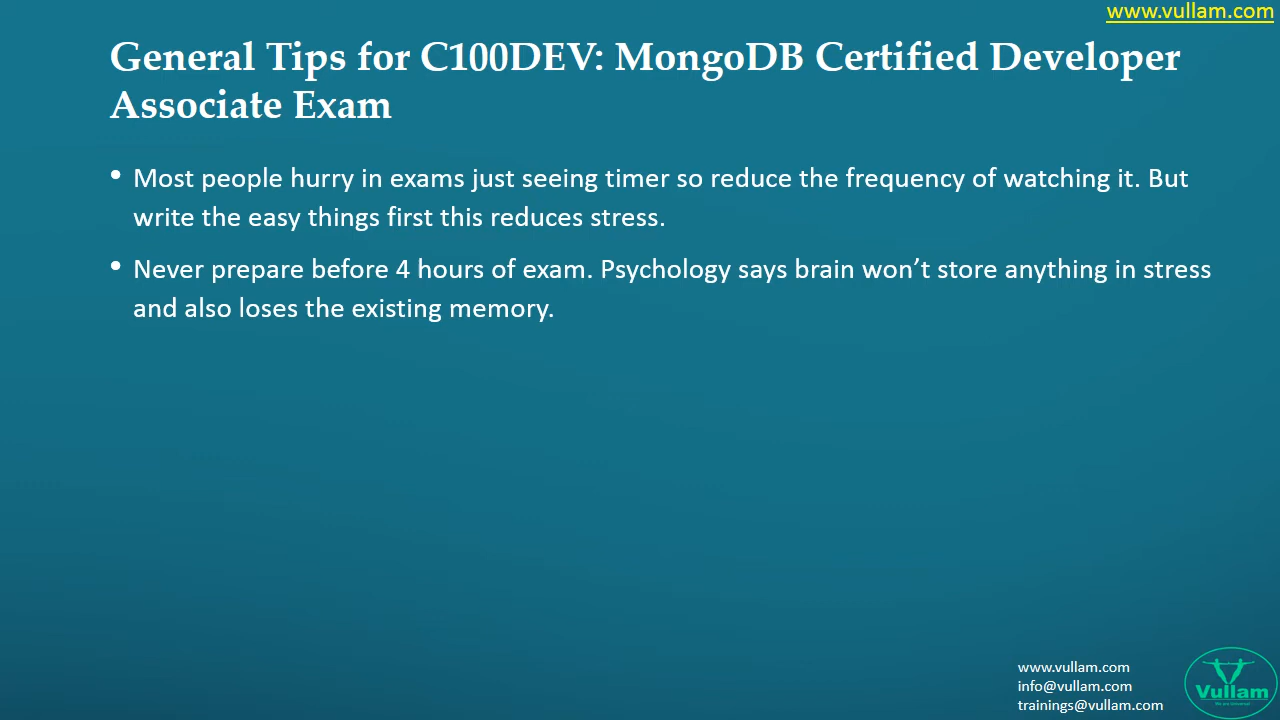 www.vullam.com
General Tips for C100DEV: MongoDB Certified Developer
Associate Exam
• Most people hurry in exams just seeing timer so reduce the frequency of watching it. But
write the easy things first this reduces stress.
• Never prepare before 4 hours of exam. Psychology says brain won’t store anything in stress
and also loses the existing memory.
www.vullam.com
info@vullam.com
trainings@vullam.com
Vullam
We are Universal